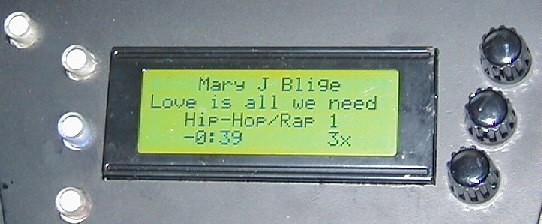 Mary J Blige
Love is all we need
Hip-Hop/Rap 1
-0:39 3x